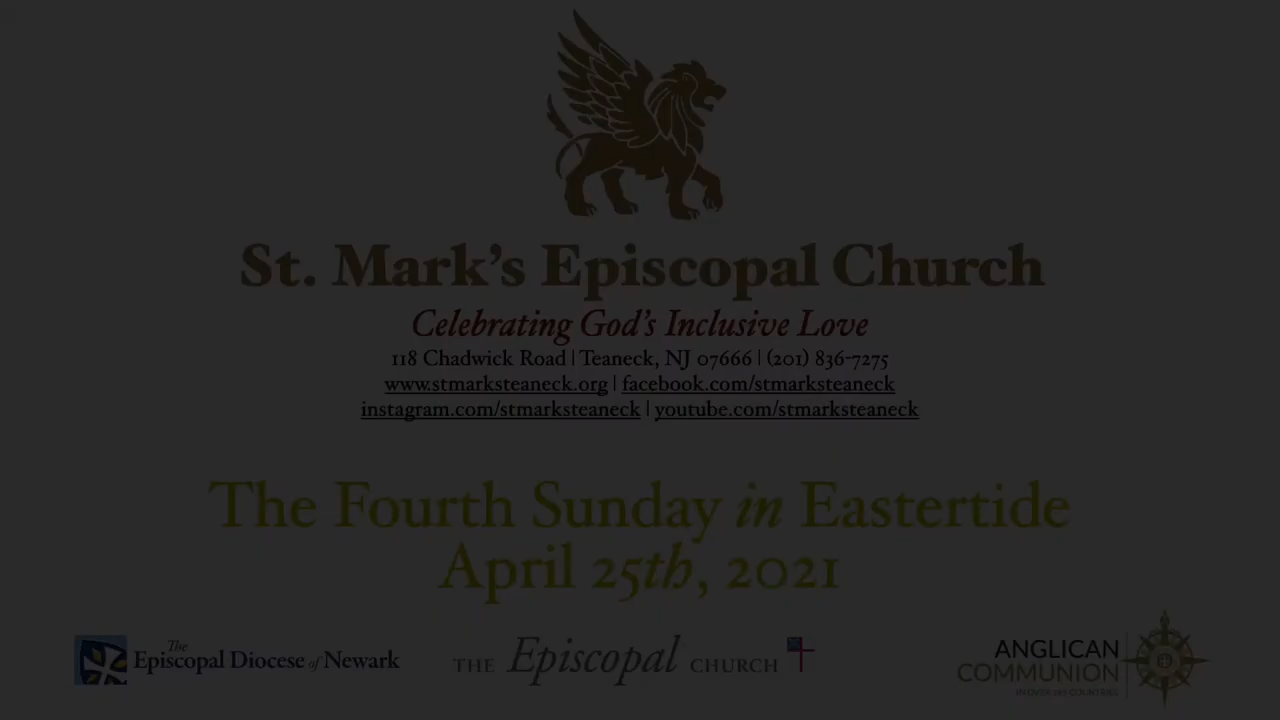 St. Mark's Episcopal Church
Celebrating God's Inclusive Love
118 Chadwick Road | Teaneck, NJ 07666 | (201) 836-7275
www.stmarksteaneck.org | facebook.com/stmarksteaneck
instagram.com/stmarksteaneck | youtube.com/stmarksteaneck
The Fourth Sunday in Eastertide
April 25th, 2021
The
Episcopal Diocese of Newark
THE Episcopal CHURCH
ANGLICAN
COMMUNION